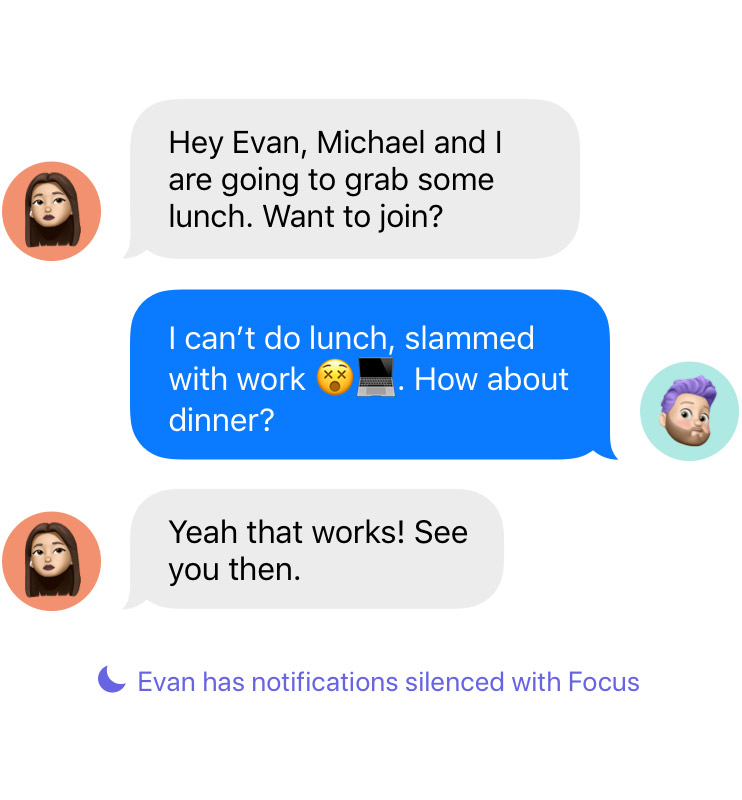 Hey Evan, Michael and I
are going to grab some
lunch. Want to join?
I can’t do lunch, slammed
with work 😵💻. How about
dinner?
Yeah that works! See
you then.
Evan has notifications silenced with Focus